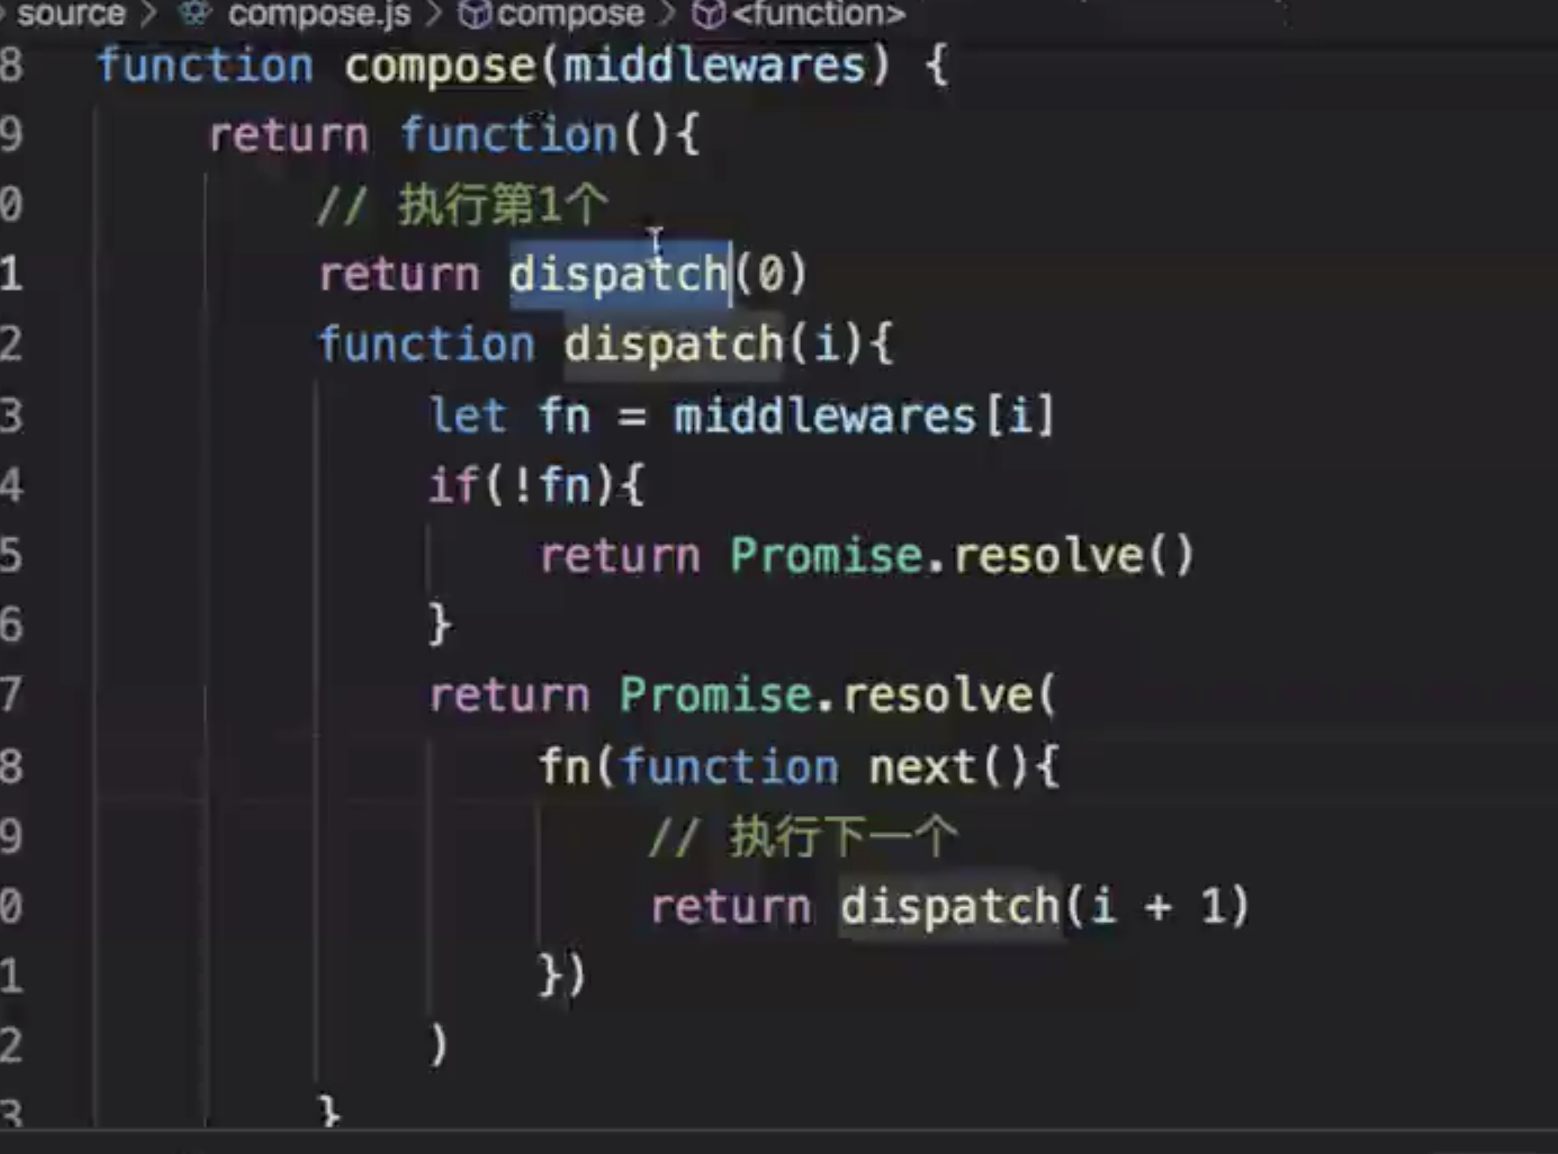 source > compose.js > compose > <function>
8 function compose(middlewares) {
9 return function(){
0 // 执行第1个
1 return dispatch(0)
2 function dispatch(i){
3 let fn = middlewares[i]
4 if(!fn){
5 return Promise.resolve()
6 }
7 return Promise.resolve(
8 fn(function next(){
9 // 执行下一个
0 return dispatch(i + 1)
1 })
2 )
3 }